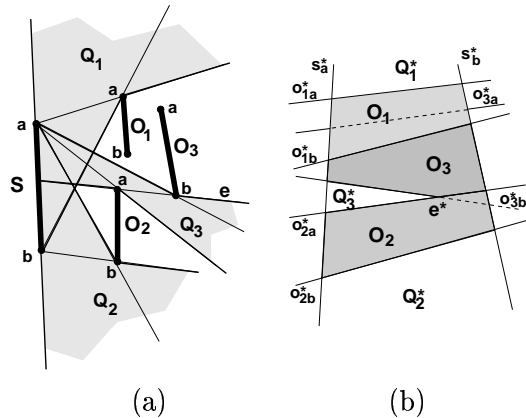 Q1
a
a
a
O1
b
O3
S
a
b
e
O2
Q3
b
b
Q2
(a)
s*a
Q*1
s*b
o*1a
o*3a
O1
o*1b
O3
Q*3
e*
o*3b
o*2a
O2
o*2b
Q*2
(b)